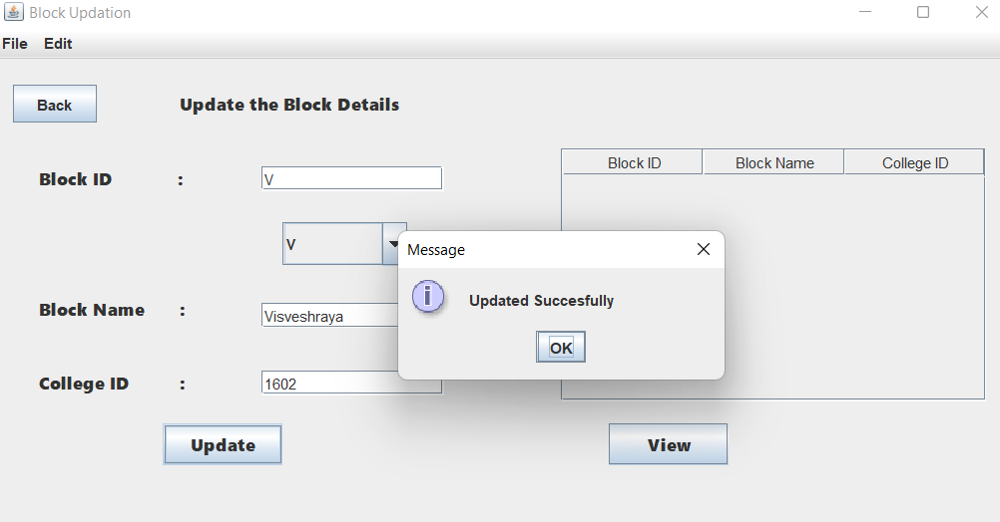 Block Updation
File Edit
Back
Update the Block Details
Block ID : V
V
Block Name : Visveshraya
College ID : 1602
Update
Block ID Block Name College ID
View
Message
i
Updated Succesfully
OK